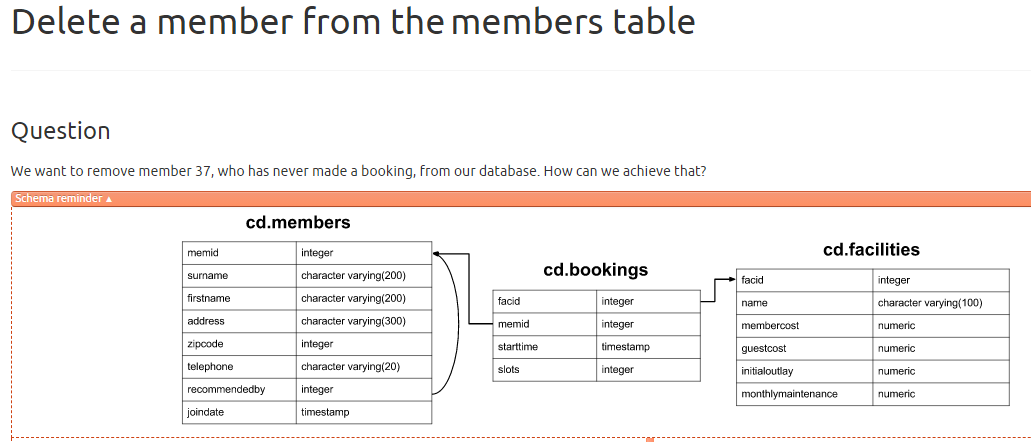 Delete a member from the members table
Question
We want to remove member 37, who has never made a booking, from our database. How can we achieve that?
Schema reminder ▲
cd.members
memid integer
surname character varying(200)
firstname character varying(200)
address character varying(300)
zipcode integer
telephone character varying(20)
recommendedby integer
joindate timestamp
cd.bookings
facid integer
memid integer
starttime timestamp
slots integer
cd.facilities
facid integer
name character varying(100)
membercost numeric
guestcost numeric
initialoutlay numeric
monthlymaintenance numeric